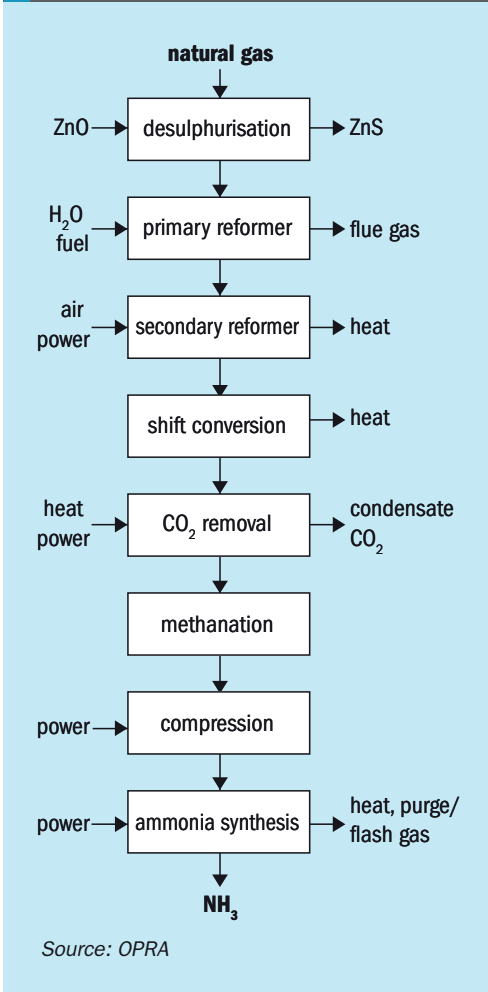 natural gas
ZnO
desulphurisation
ZnS
H₂O
fuel
primary reformer
flue gas
air
power
secondary reformer
heat
shift conversion
heat
heat
power
CO₂ removal
condensate
CO₂
methanation
power
compression
power
ammonia synthesis
heat, purge/
flash gas
NH₃
Source: OPRA